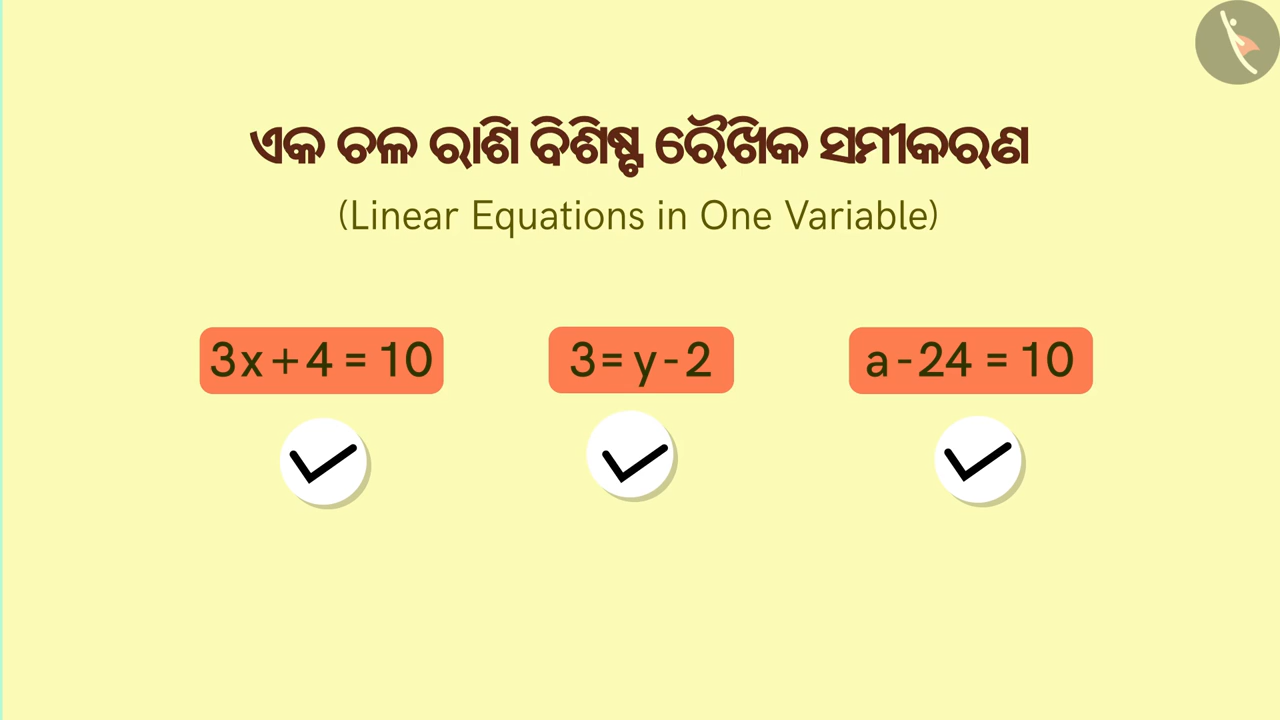 ଏକ ଚଳ ରାଶି ବିଶିଷ୍ଟ ରୈଖିକ ସମୀକରଣ
(Linear Equations in One Variable)
3x+4 = 10 3= y-2 a-24 = 10